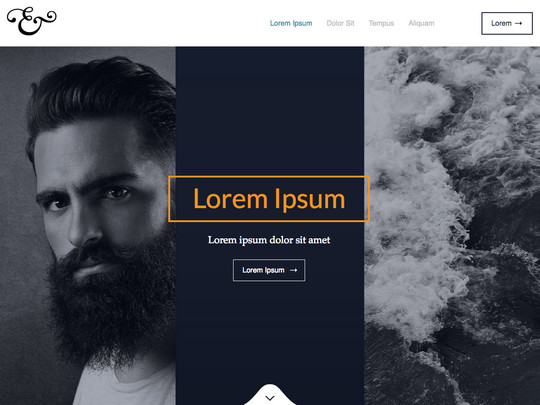 &
Lorem Ipsum
Dolor Sit
Tempus
Aliquam
Lorem →
Lorem Ipsum
Lorem ipsum dolor sit amet
Lorem Ipsum →